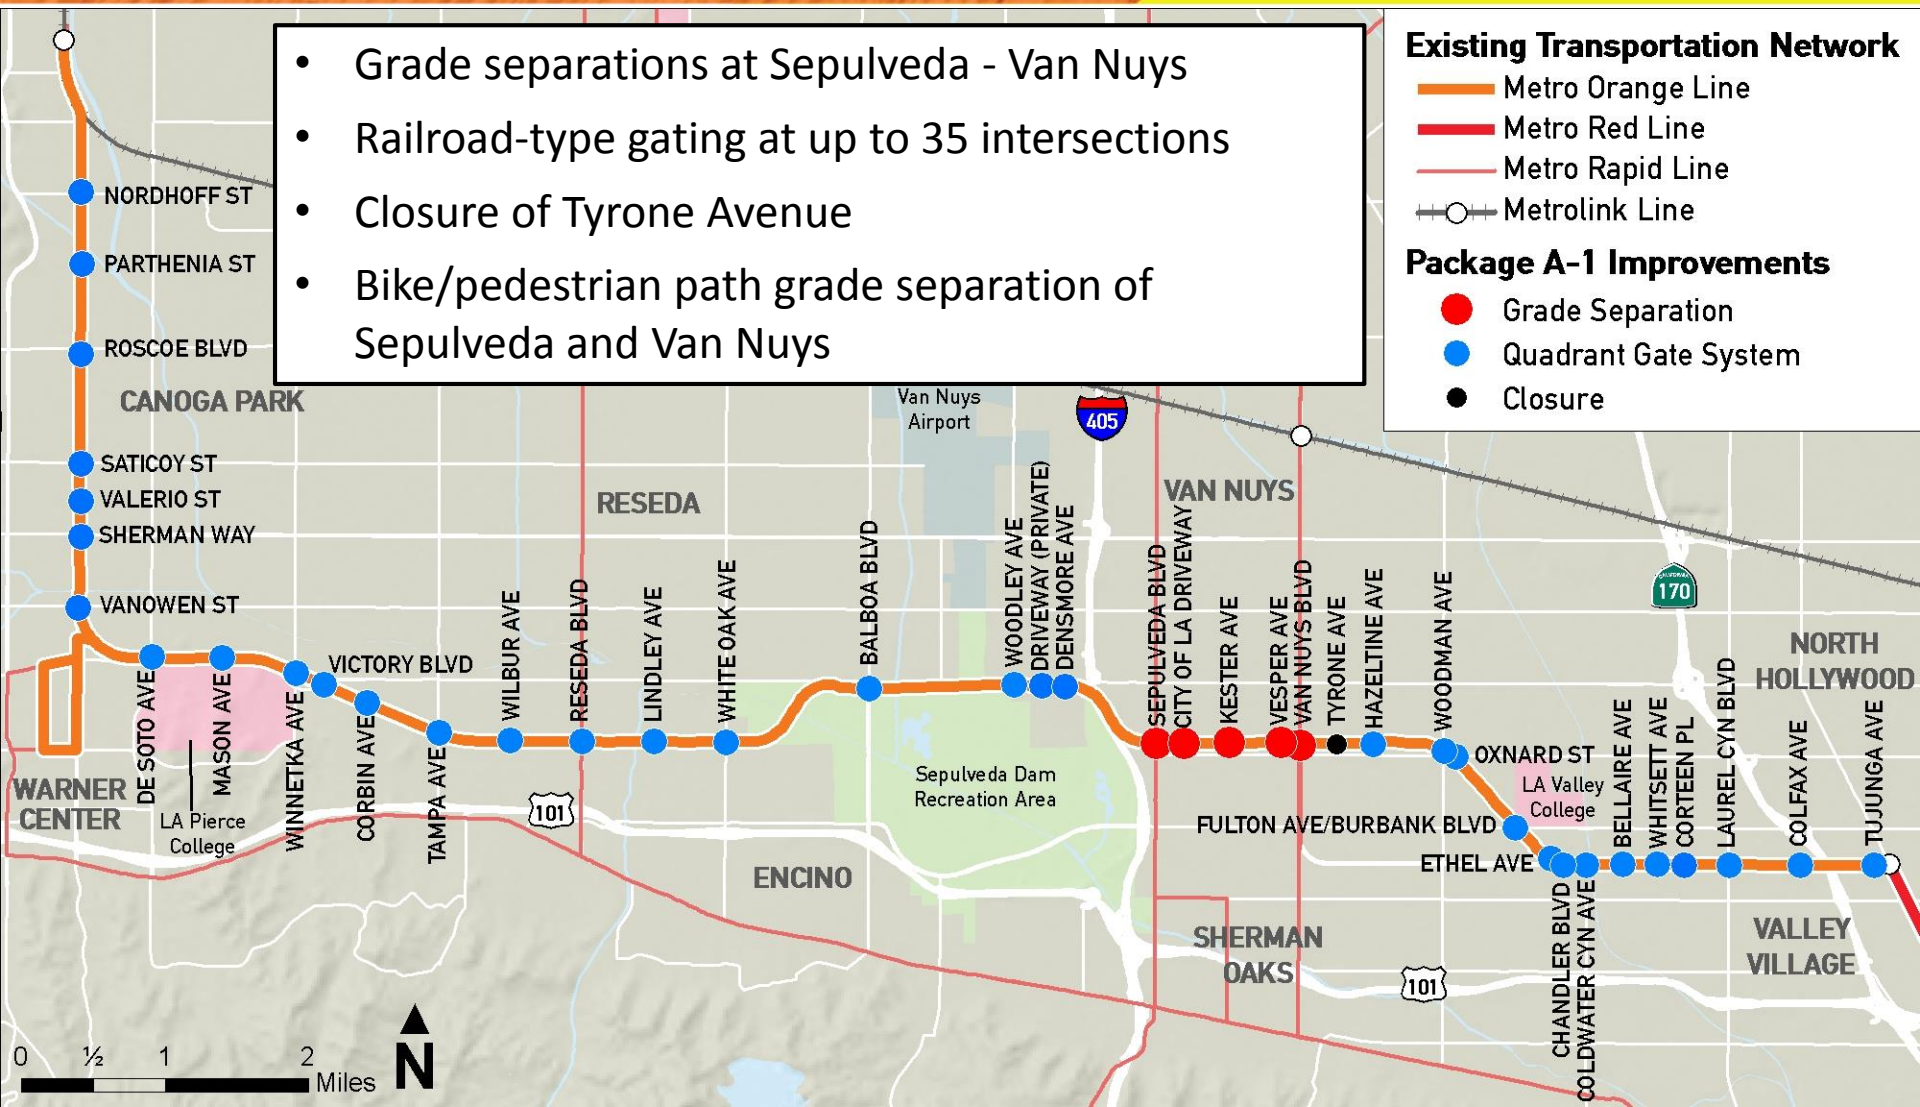 • Grade separations at Sepulveda - Van Nuys
• Railroad-type gating at up to 35 intersections
• Closure of Tyrone Avenue
• Bike/pedestrian path grade separation of
Sepulveda and Van Nuys
Existing Transportation Network
Metro Orange Line
Metro Red Line
Metro Rapid Line
Metrolink Line
Package A-1 Improvements
Grade Separation
Quadrant Gate System
Closure
NORDHOFF ST
PARTHENIA ST
ROSCOE BLVD
CANOGA PARK
SATICOY ST
VALERIO ST
SHERMAN WAY
VANOWEN ST
RESEDA
Van Nuys
Airport
405
VAN NUYS
CALIFORNIA
170
NORTH
HOLLYWOOD
DE SOTO AVE
MASON AVE
WINNETKA AVE
VICTORY BLVD
CORBIN AVE
TAMPA AVE
WILBUR AVE
RESEDA BLVD
LINDLEY AVE
WHITE OAK AVE
BALBOA BLVD
WOODLEY AVE
DRIVEWAY (PRIVATE)
DENSMORE AVE
SEPULVEDA BLVD
CITY OF LA DRIVEWAY
KESTER AVE
VESPER AVE
VAN NUYS BLVD
TYRONE AVE
HAZELTINE AVE
WOODMAN AVE
OXNARD ST
LA Valley
College
FULTON AVE/BURBANK BLVD
ETHEL AVE
CHANDLER BLVD
COLDWATER CYN AVE
BELLAIRE AVE
WHITSETT AVE
CORTEEN PL
LAUREL CYN BLVD
COLFAX AVE
TUJUNGA AVE
WARNER
CENTER
LA Pierce
College
101
Sepulveda Dam
Recreation Area
ENCINO
SHERMAN
OAKS
101
VALLEY
VILLAGE
0 ½ 1 2
Miles
N